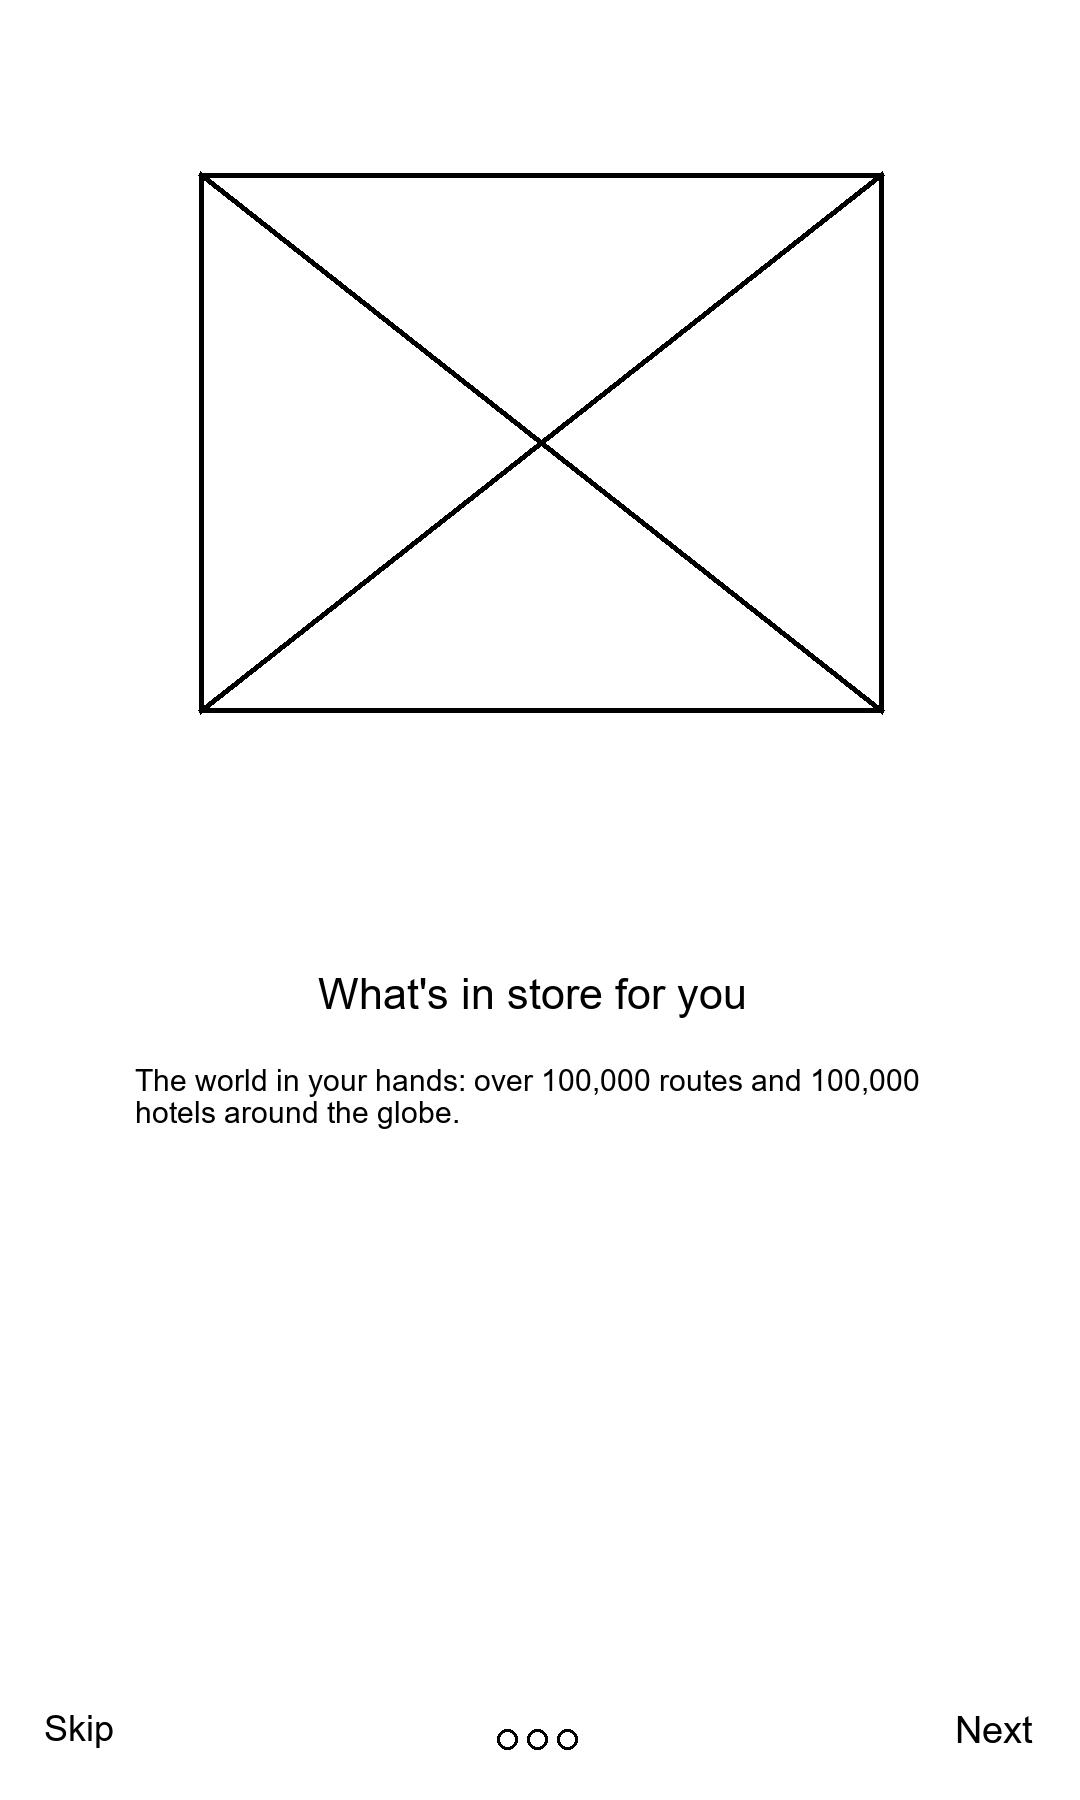 What's in store for you
The world in your hands: over 100,000 routes and 100,000
hotels around the globe.
Skip
Next